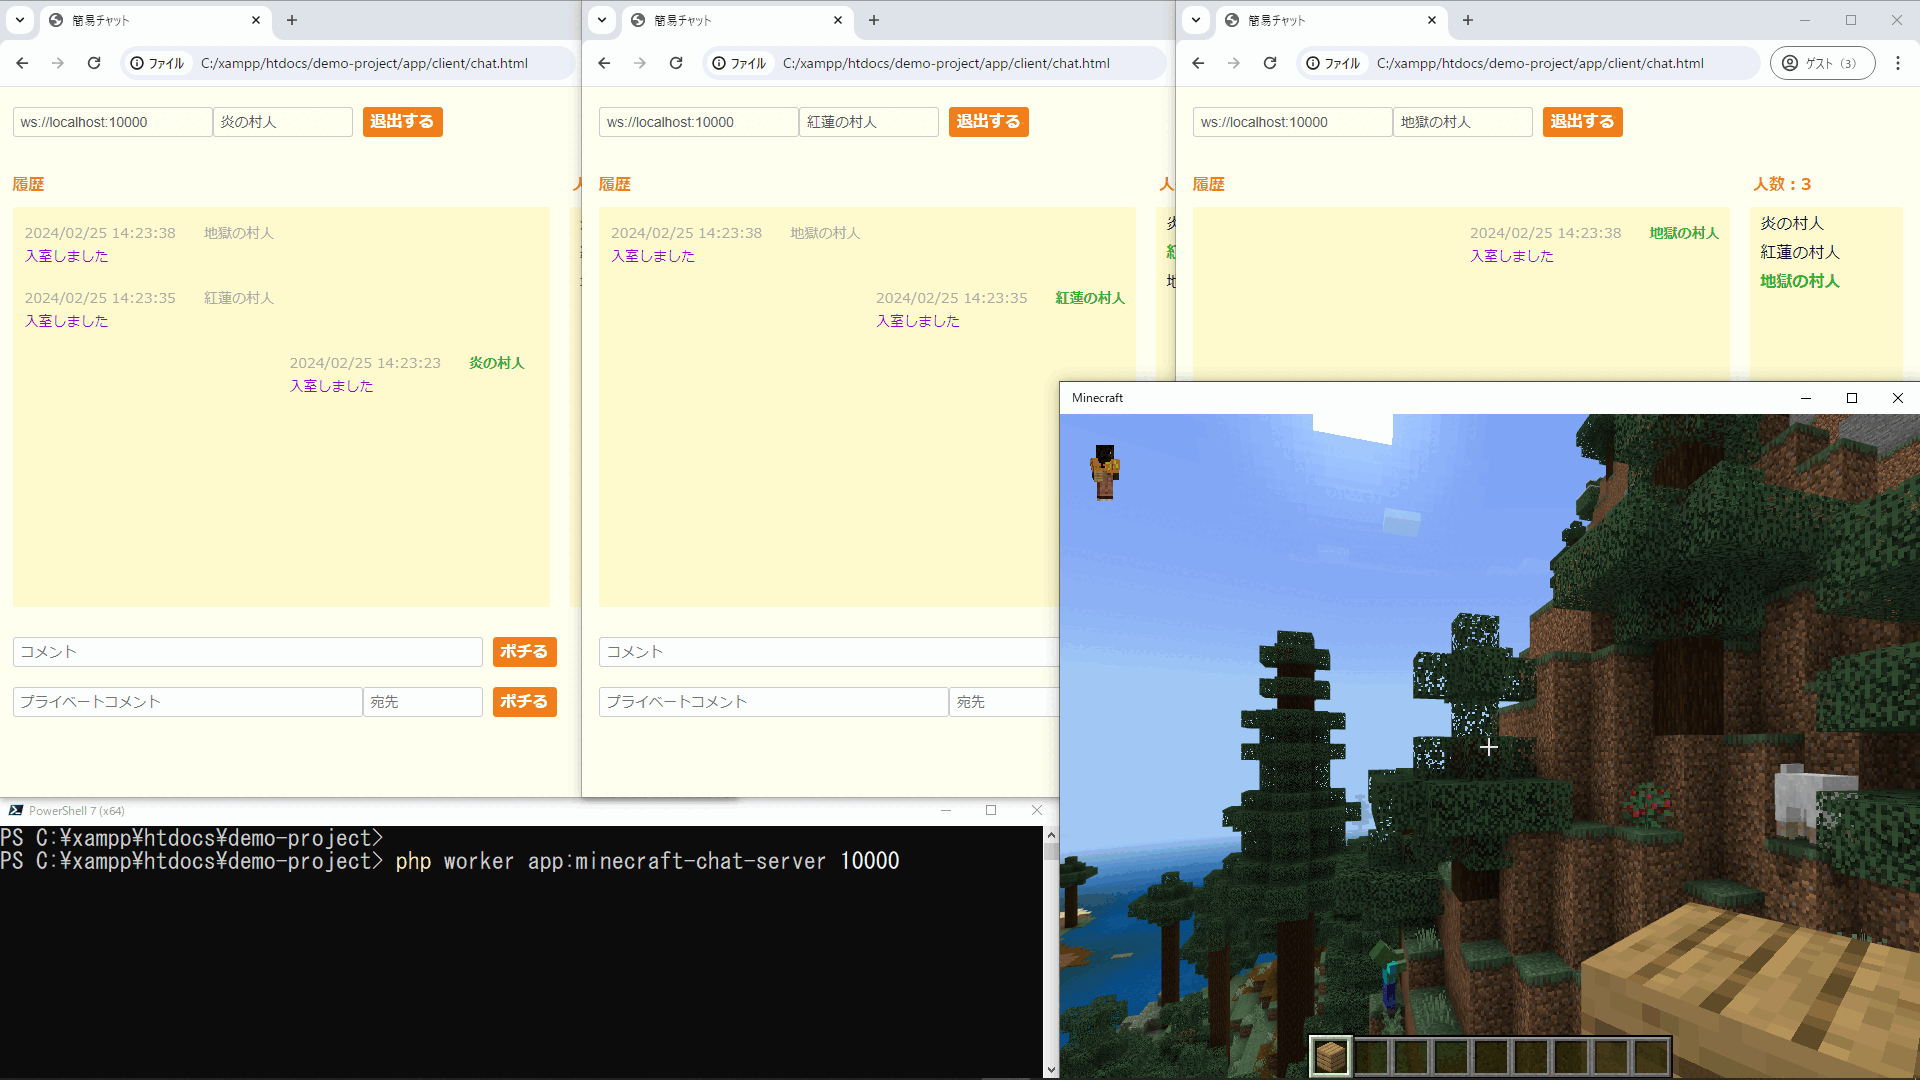 簡易チャット
ファイル C:/xampp/htdocs/demo-project/app/client/chat.html
ws://localhost:10000 炎の村人 退出する
履歴
2024/02/25 14:23:38 地獄の村人
入室しました
2024/02/25 14:23:35 紅蓮の村人
入室しました
2024/02/25 14:23:23 炎の村人
入室しました
コメント ポチる
プライベートコメント 宛先 ポチる
簡易チャット
ファイル C:/xampp/htdocs/demo-project/app/client/chat.html
ws://localhost:10000 紅蓮の村人 退出する
履歴 人
2024/02/25 14:23:38 地獄の村人
入室しました
2024/02/25 14:23:35 紅蓮の村人
入室しました
コメント
プライベートコメント 宛先
簡易チャット
ファイル C:/xampp/htdocs/demo-project/app/client/chat.html ゲスト (3)
ws://localhost:10000 地獄の村人 退出する
履歴 人数：3
2024/02/25 14:23:38 地獄の村人
入室しました
炎の村人
紅蓮の村人
地獄の村人
PowerShell 7 (x64)
PS C:¥xampp¥htdocs¥demo-project>
PS C:¥xampp¥htdocs¥demo-project> php worker app:minecraft-chat-server 10000
Minecraft